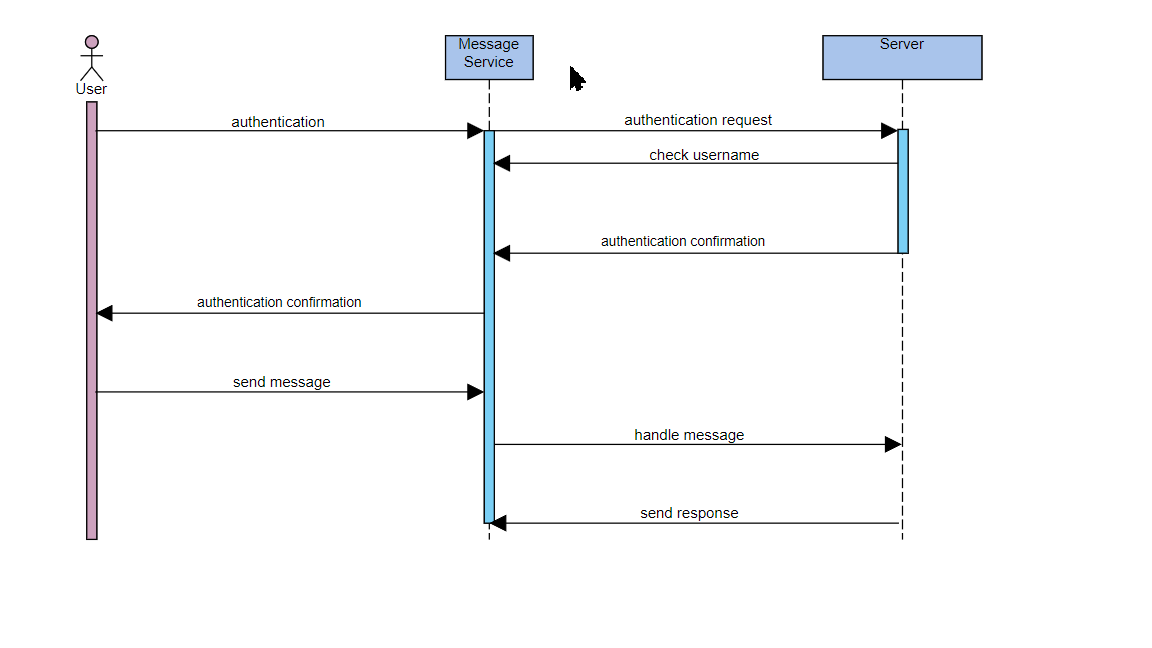 User
Message
Service
Server
authentication
authentication request
check username
authentication confirmation
authentication confirmation
send message
handle message
send response